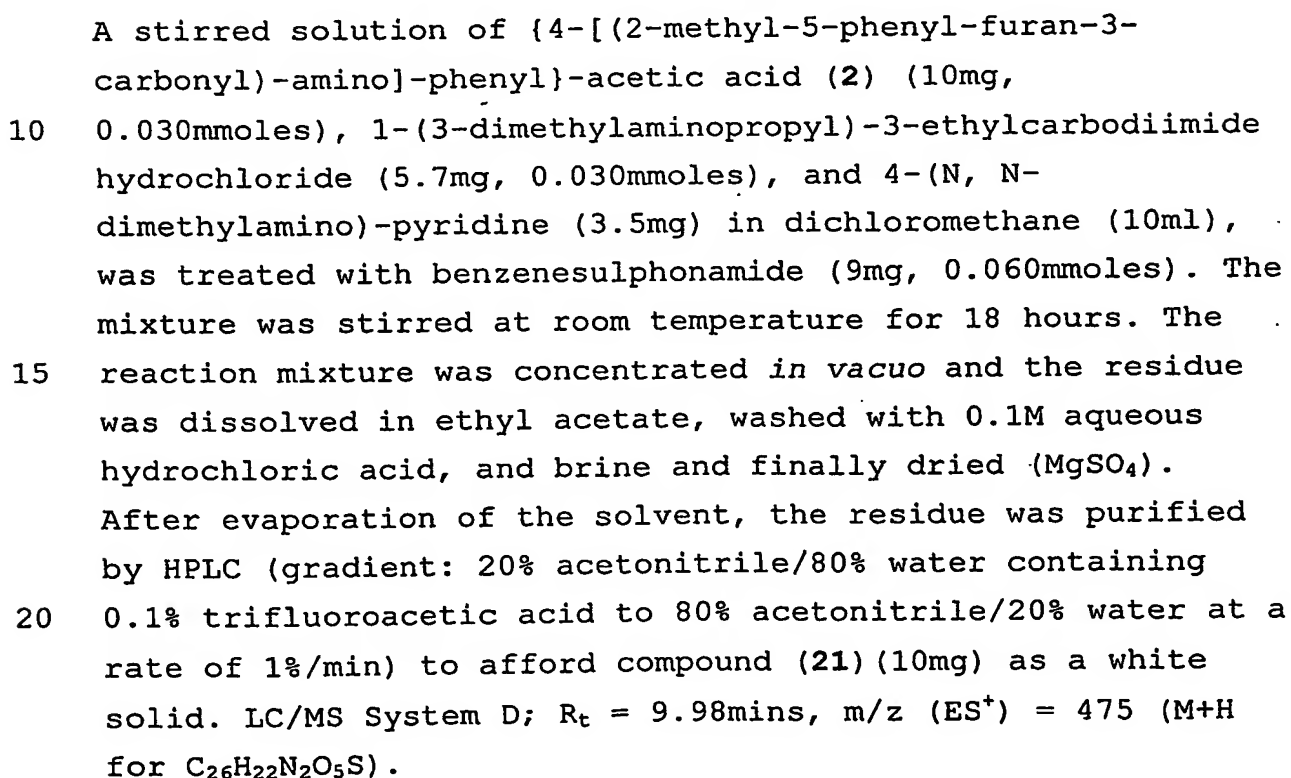 A stirred solution of {4-[(2-methyl-5-phenyl-furan-3-
carbonyl)-amino]-phenyl}-acetic acid (2) (10mg,
10 0.030mmoles), 1-(3-dimethylaminopropyl)-3-ethylcarbodiimide
hydrochloride (5.7mg, 0.030mmoles), and 4-(N, N-
dimethylamino)-pyridine (3.5mg) in dichloromethane (10ml),
was treated with benzenesulphonamide (9mg, 0.060mmoles). The
mixture was stirred at room temperature for 18 hours. The
15 reaction mixture was concentrated in vacuo and the residue
was dissolved in ethyl acetate, washed with 0.1M aqueous
hydrochloric acid, and brine and finally dried (MgSO₄).
After evaporation of the solvent, the residue was purified
by HPLC (gradient: 20% acetonitrile/80% water containing
20 0.1% trifluoroacetic acid to 80% acetonitrile/20% water at a
rate of 1%/min) to afford compound (21) (10mg) as a white
solid. LC/MS System D; Rₜ = 9.98mins, m/z (ES⁺) = 475 (M+H
for C₂₆H₂₂N₂O₅S).